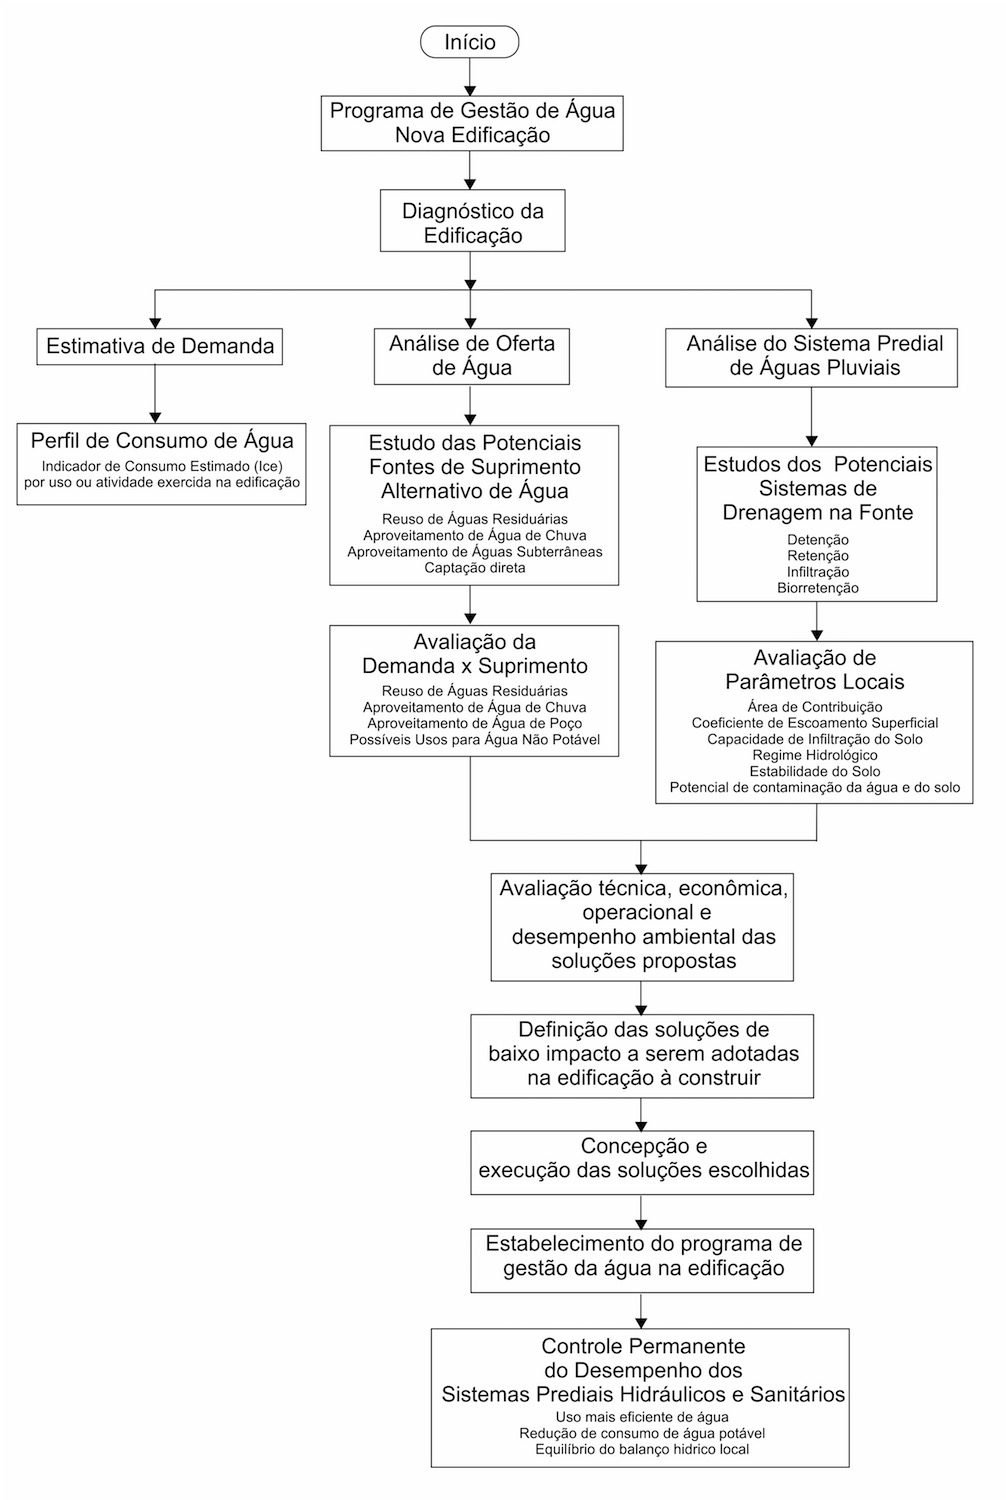 Início
Programa de Gestão de Água
Nova Edificação
Diagnóstico da
Edificação
Estimativa de Demanda
Perfil de Consumo de Água
Indicador de Consumo Estimado (Ice)
por uso ou atividade exercida na edificação
Análise de Oferta
de Água
Estudo das Potenciais
Fontes de Suprimento
Alternativo de Água
Reuso de Águas Residuárias
Aproveitamento de Água de Chuva
Aproveitamento de Águas Subterrâneas
Captação direta
Avaliação da
Demanda x Suprimento
Reuso de Águas Residuárias
Aproveitamento de Água de Chuva
Aproveitamento de Água de Poço
Possíveis Usos para Água Não Potável
Análise do Sistema Predial
de Águas Pluviais
Estudos dos Potenciais
Sistemas de
Drenagem na Fonte
Detenção
Retenção
Infiltração
Biorretenção
Avaliação de
Parâmetros Locais
Área de Contribuição
Coeficiente de Escoamento Superficial
Capacidade de Infiltração do Solo
Regime Hidrológico
Estabilidade do Solo
Potencial de contaminação da água e do solo
Avaliação técnica, econômica,
operacional e
desempenho ambiental das
soluções propostas
Definição das soluções de
baixo impacto a serem adotadas
na edificação à construir
Concepção e
execução das soluções escolhidas
Estabelecimento do programa de
gestão da água na edificação
Controle Permanente
do Desempenho dos
Sistemas Prediais Hidráulicos e Sanitários
Uso mais eficiente de água
Redução de consumo de água potável
Equilíbrio do balanço hidrico local